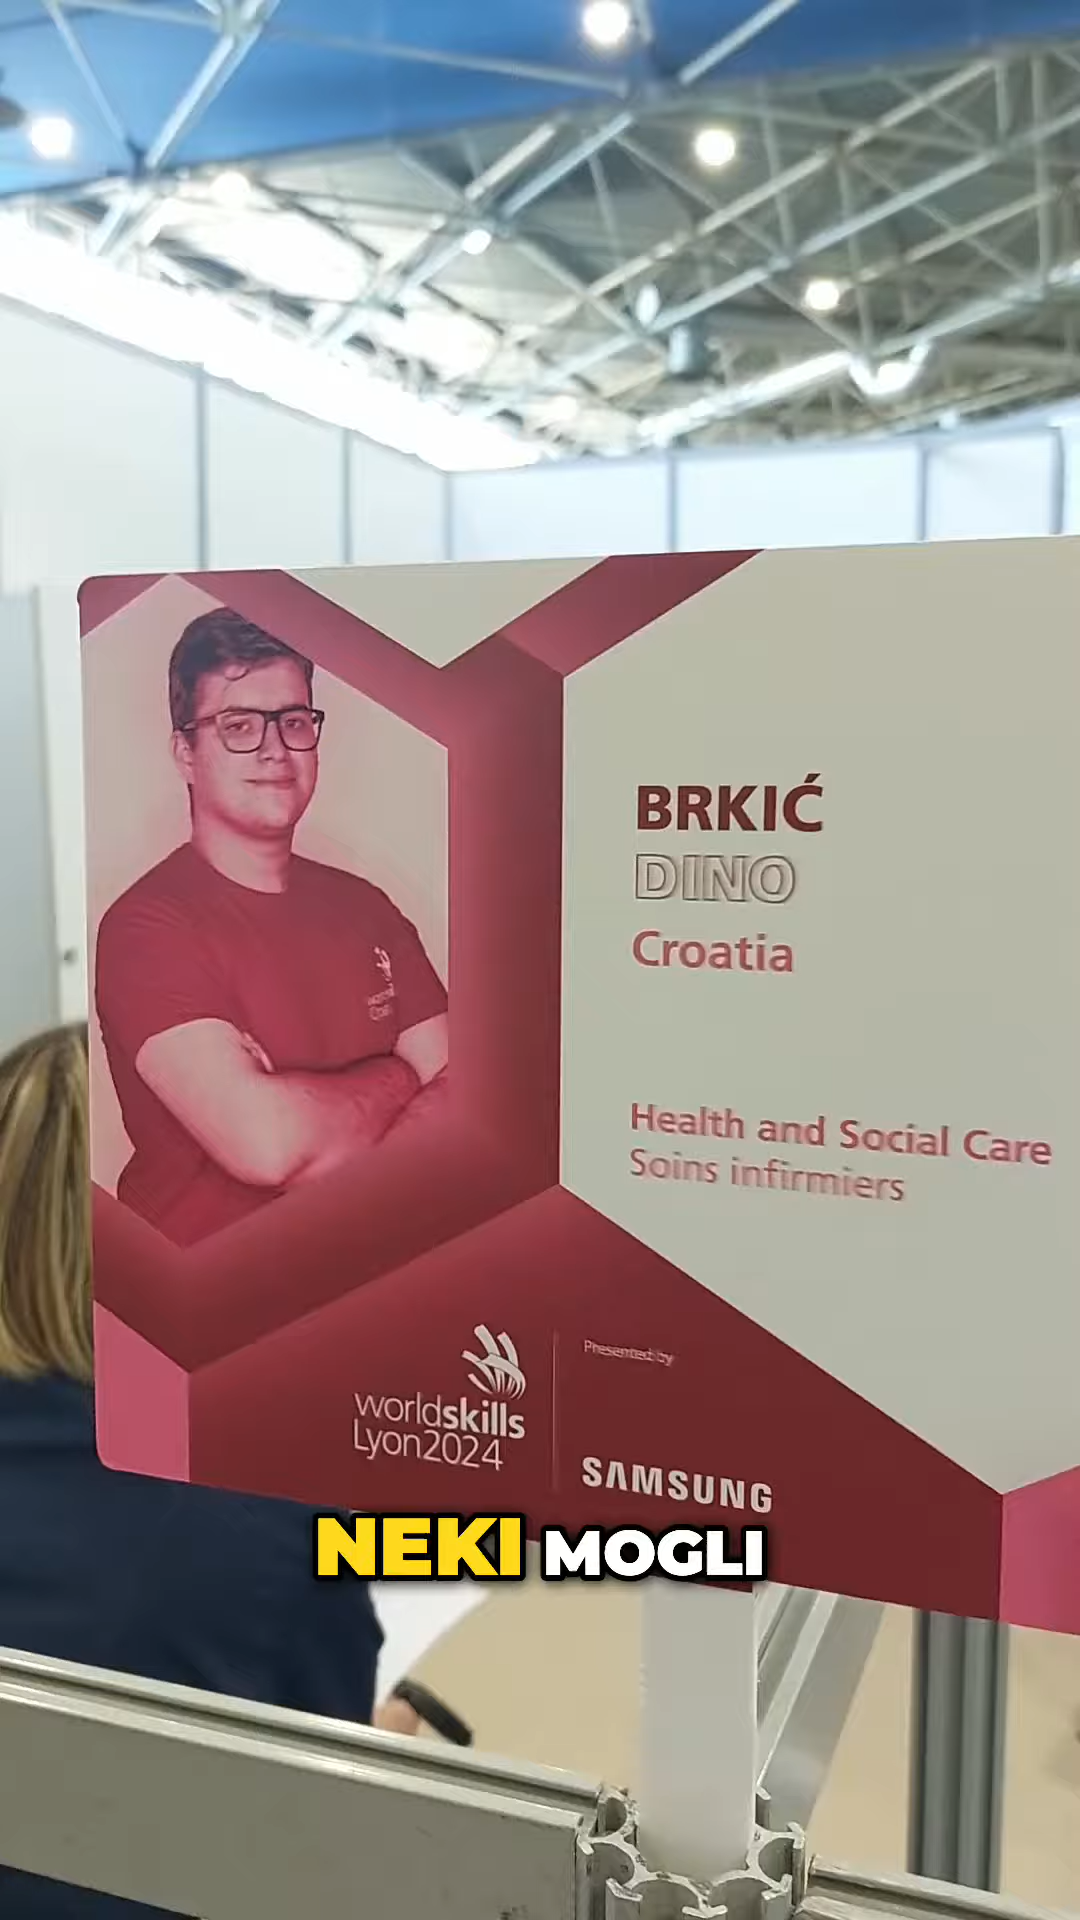 BRKIĆ
DINO
Croatia
Health and Social Care
Soins infirmiers
Presented by
worldskills
Lyon2024
SAMSUNG
NEKI MOGLI